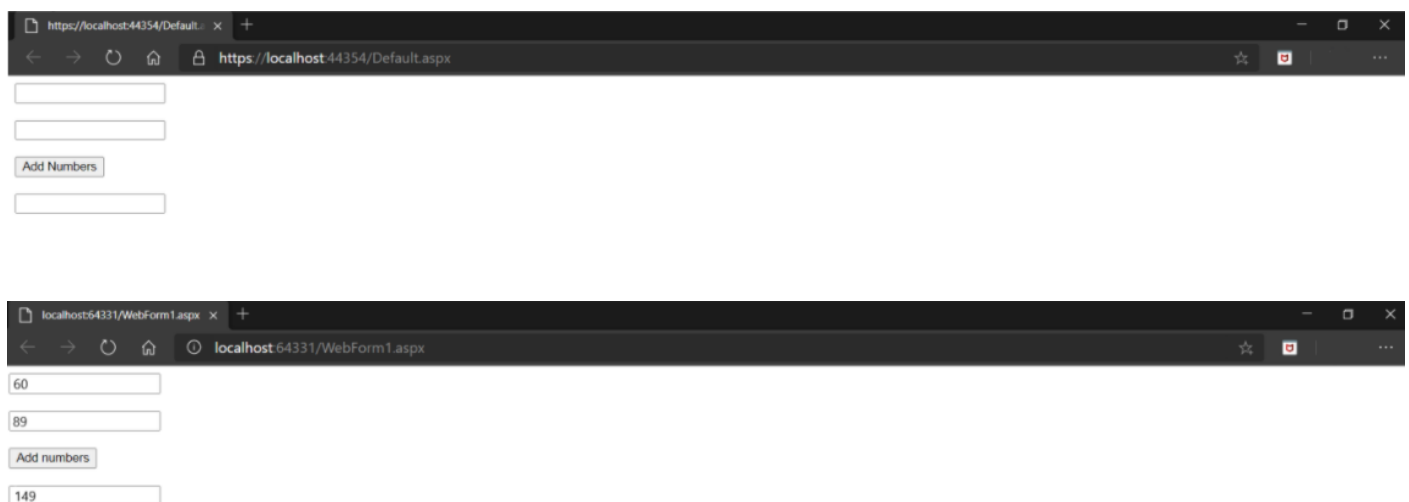 https://localhost:44354/Default.a
https://localhost:44354/Default.aspx
Add Numbers
localhost:64331/WebForm1.aspx
localhost:64331/WebForm1.aspx
60
89
Add numbers
149